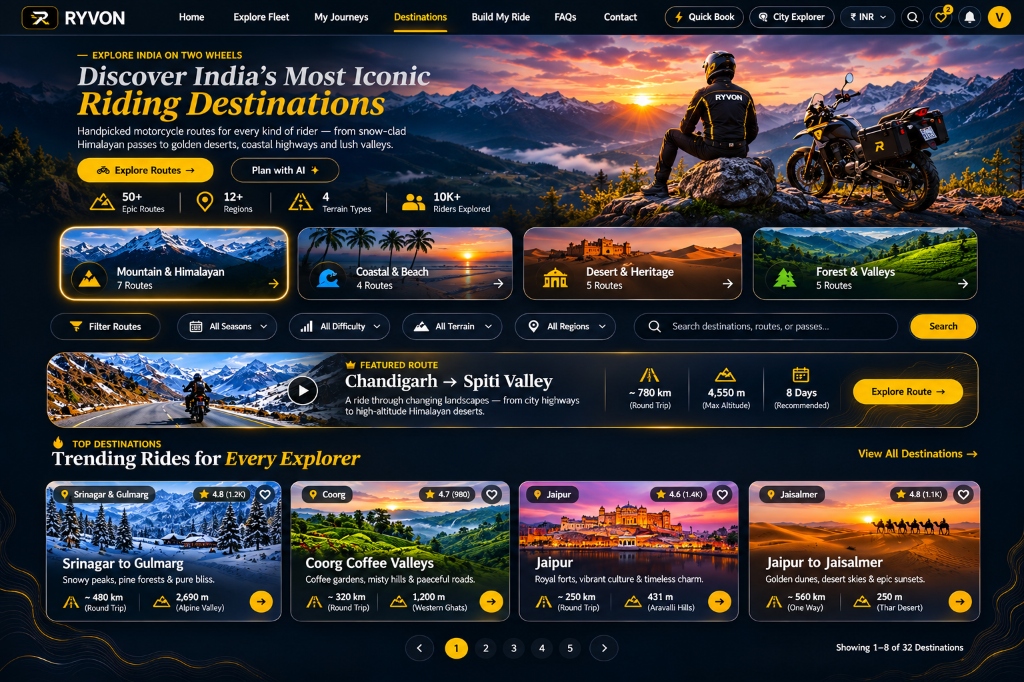 RYVON
Home
Explore Fleet
My Journeys
Destinations
Build My Ride
FAQs
Contact
Quick Book
City Explorer
₹ INR
2
V
— EXPLORE INDIA ON TWO WHEELS
Discover India's Most Iconic
Riding Destinations
Handpicked motorcycle routes for every kind of rider — from snow-clad
Himalayan passes to golden deserts, coastal highways and lush valleys.
Explore Routes →
Plan with AI
50+
Epic Routes
12+
Regions
4
Terrain Types
10K+
Riders Explored
RYVON
Mountain & Himalayan
7 Routes
→
Coastal & Beach
4 Routes
→
Desert & Heritage
5 Routes
→
Forest & Valleys
5 Routes
→
Filter Routes
All Seasons
All Difficulty
All Terrain
All Regions
Search destinations, routes, or passes...
Search
FEATURED ROUTE
Chandigarh → Spiti Valley
A ride through changing landscapes — from city highways
to high-altitude Himalayan deserts.
~ 780 km
(Round Trip)
4,550 m
(Max Altitude)
8 Days
(Recommended)
Explore Route →
TOP DESTINATIONS
Trending Rides for Every Explorer
View All Destinations →
Srinagar & Gulmarg
4.8 (1.2K)
Srinagar to Gulmarg
Snowy peaks, pine forests & pure bliss.
~ 480 km
(Round Trip)
2,690 m
(Alpine Valley)
→
Coorg
4.7 (980)
Coorg Coffee Valleys
Coffee gardens, misty hills & paeceful roads.
~ 320 km
(Round Trip)
1,200 m
(Western Ghats)
→
Jaipur
4.6 (1.4K)
Jaipur
Royal forts, vibrant culture & timeless charm.
~ 250 km
(Round Trip)
431 m
(Aravalli Hills)
→
Jaisalmer
4.8 (1.1K)
Jaipur to Jaisalmer
Golden dunes, desert skies & epic sunsets.
~ 560 km
(One Way)
250 m
(Thar Desert)
→
1
2
3
4
5
Showing 1–8 of 32 Destinations